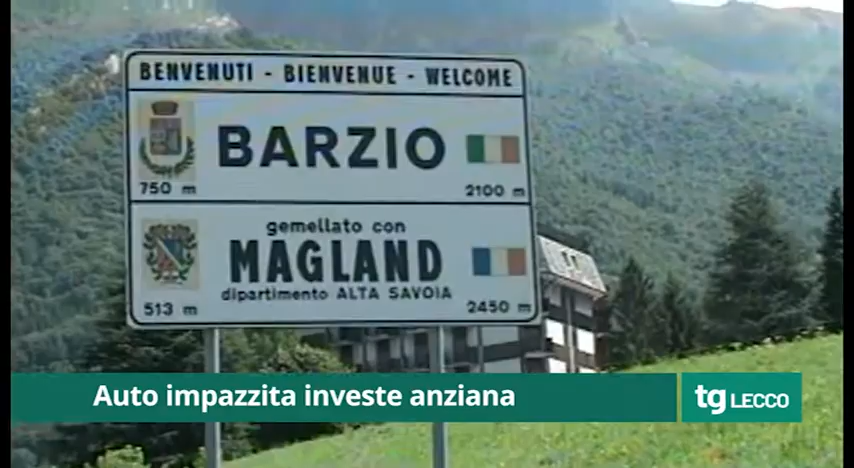 BENVENUTI - BIENVENUE - WELCOME
BARZIO
750 m 2100 m
gemellato con
MAGLAND
dipartimento ALTA SAVOIA
513 m 2450 m
Auto impazzita investe anziana
tg LECCO